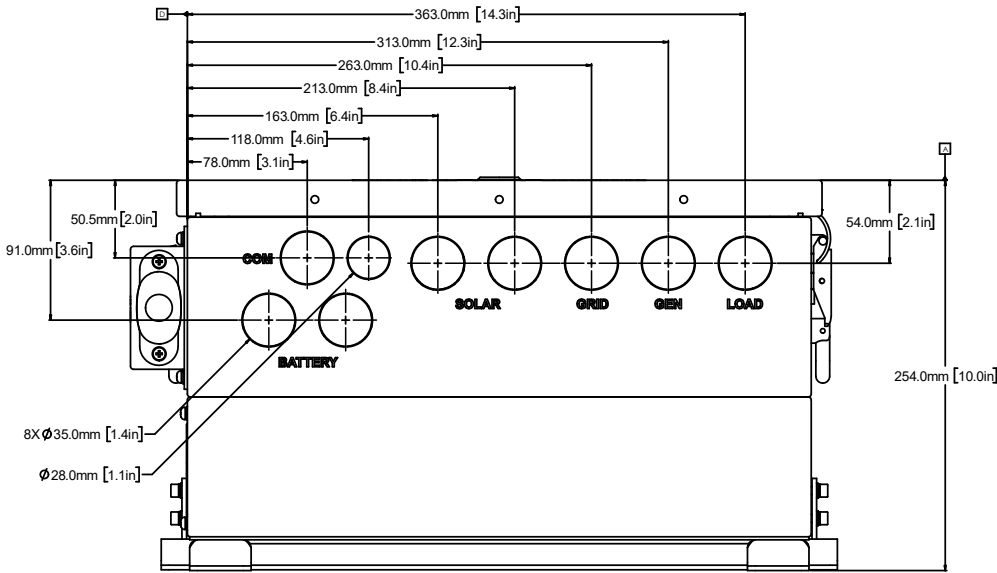 D
363.0mm [14.3in]
313.0mm [12.3in]
263.0mm [10.4in]
213.0mm [8.4in]
163.0mm [6.4in]
118.0mm [4.6in]
78.0mm [3.1in]
A
50.5mm [2.0in]
54.0mm [2.1in]
91.0mm [3.6in]
COM
SOLAR GRID GEN LOAD
BATTERY
254.0mm [10.0in]
8X Ø35.0mm [1.4in]
Ø28.0mm [1.1in]